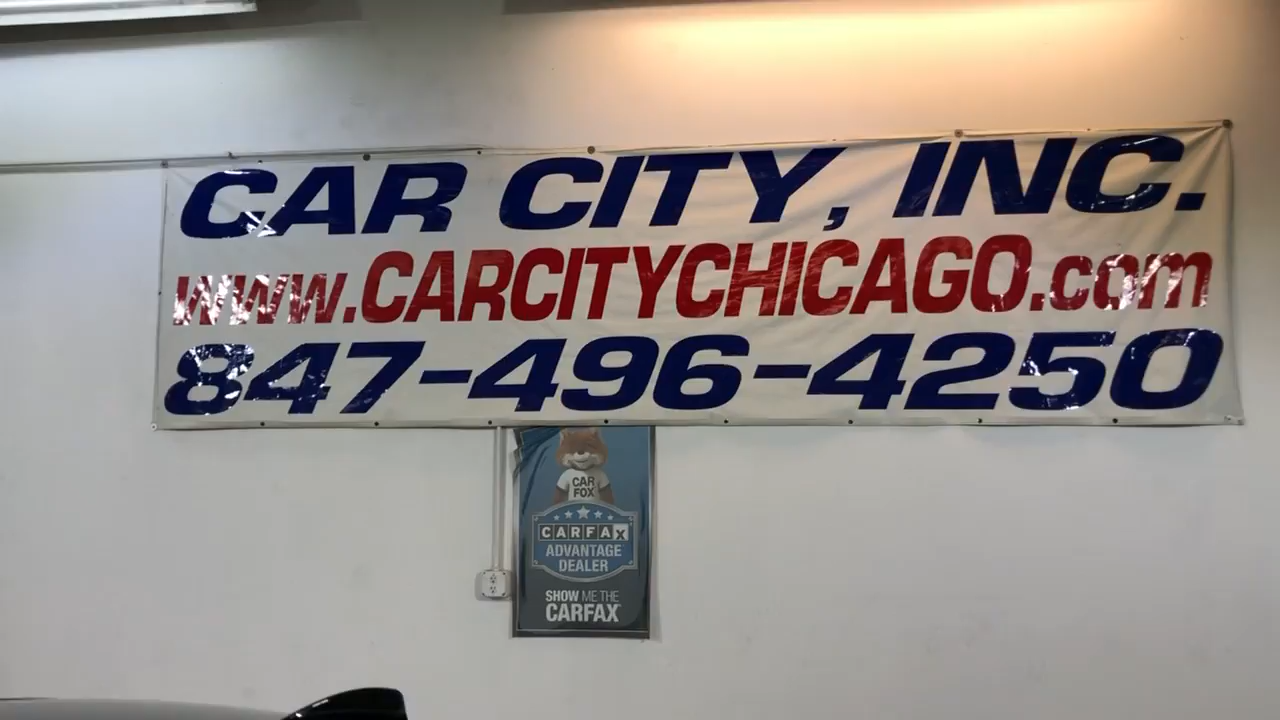 CAR CITY, INC.
www.CARCITYCHICAGO.com
847-496-4250
CAR
FOX
CARFAX
ADVANTAGE
DEALER
SHOW ME THE
CARFAX